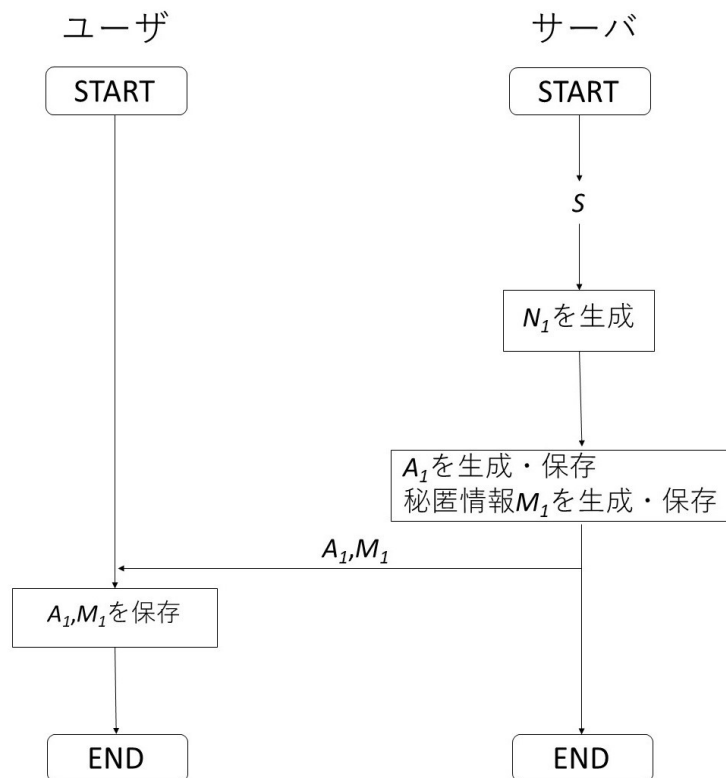 ユーザ
サーバ
START
START
S
N1を生成
A1を生成・保存
秘匿情報M1を生成・保存
A1,M1
A1,M1を保存
END
END